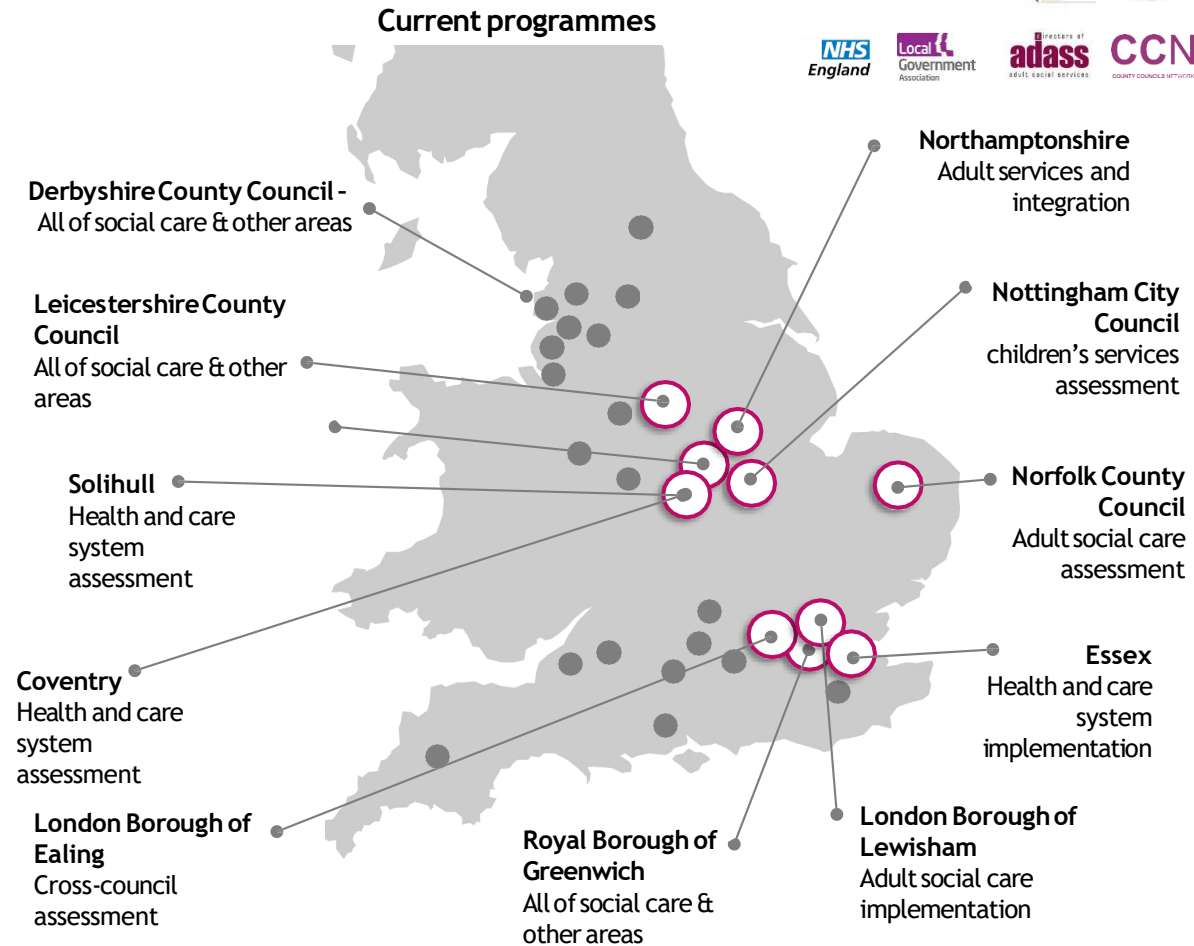 Current programmes
NHS
England
Local
Government
Association
directors of
adass
adult social services
CCN
COUNTY COUNCILS NETWORK
Northamptonshire
Adult services and
integration
Derbyshire County Council -
All of social care & other areas
Nottingham City
Council
children's services
assessment
Leicestershire County
Council
All of social care & other
areas
Solihull
Health and care
system
assessment
Norfolk County
Council
Adult social care
assessment
Coventry
Health and care
system
assessment
Essex
Health and care
system
implementation
London Borough of
Ealing
Cross-council
assessment
Royal Borough of
Greenwich
All of social care &
other areas
London Borough of
Lewisham
Adult social care
implementation